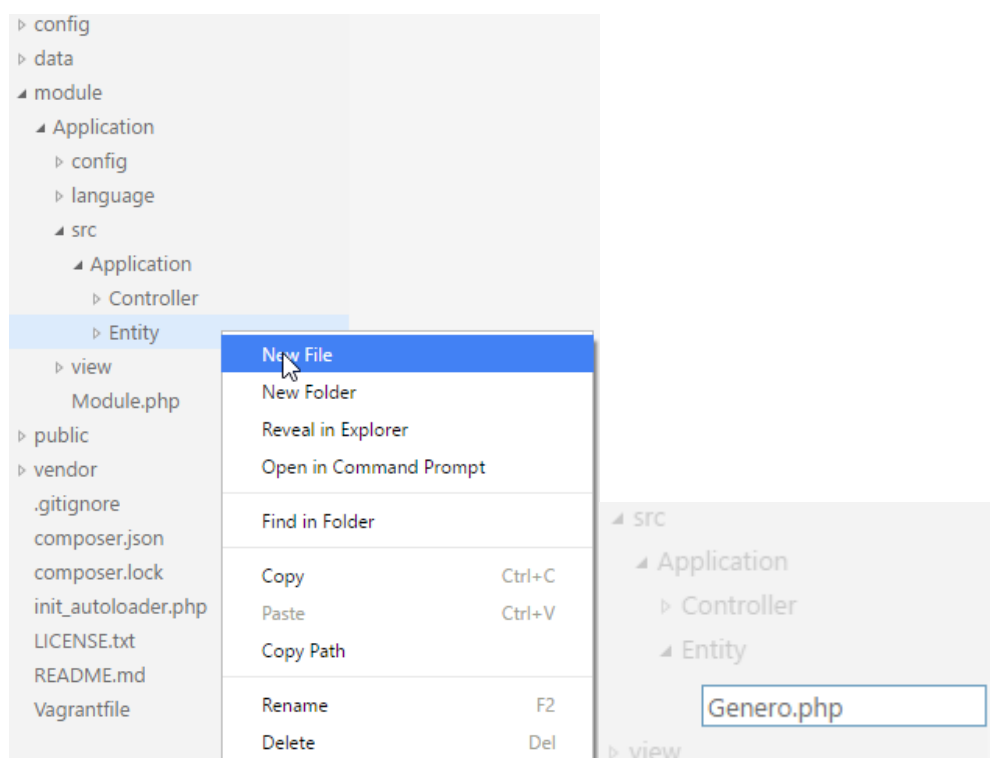 config
data
module
Application
config
language
src
Application
Controller
Entity
view
Module.php
public
vendor
.gitignore
composer.json
composer.lock
init_autoloader.php
LICENSE.txt
README.md
Vagrantfile
New File
New Folder
Reveal in Explorer
Open in Command Prompt
Find in Folder
Copy Ctrl+C
Paste Ctrl+V
Copy Path
Rename F2
Delete Del
src
Application
Controller
Entity
Genero.php
view